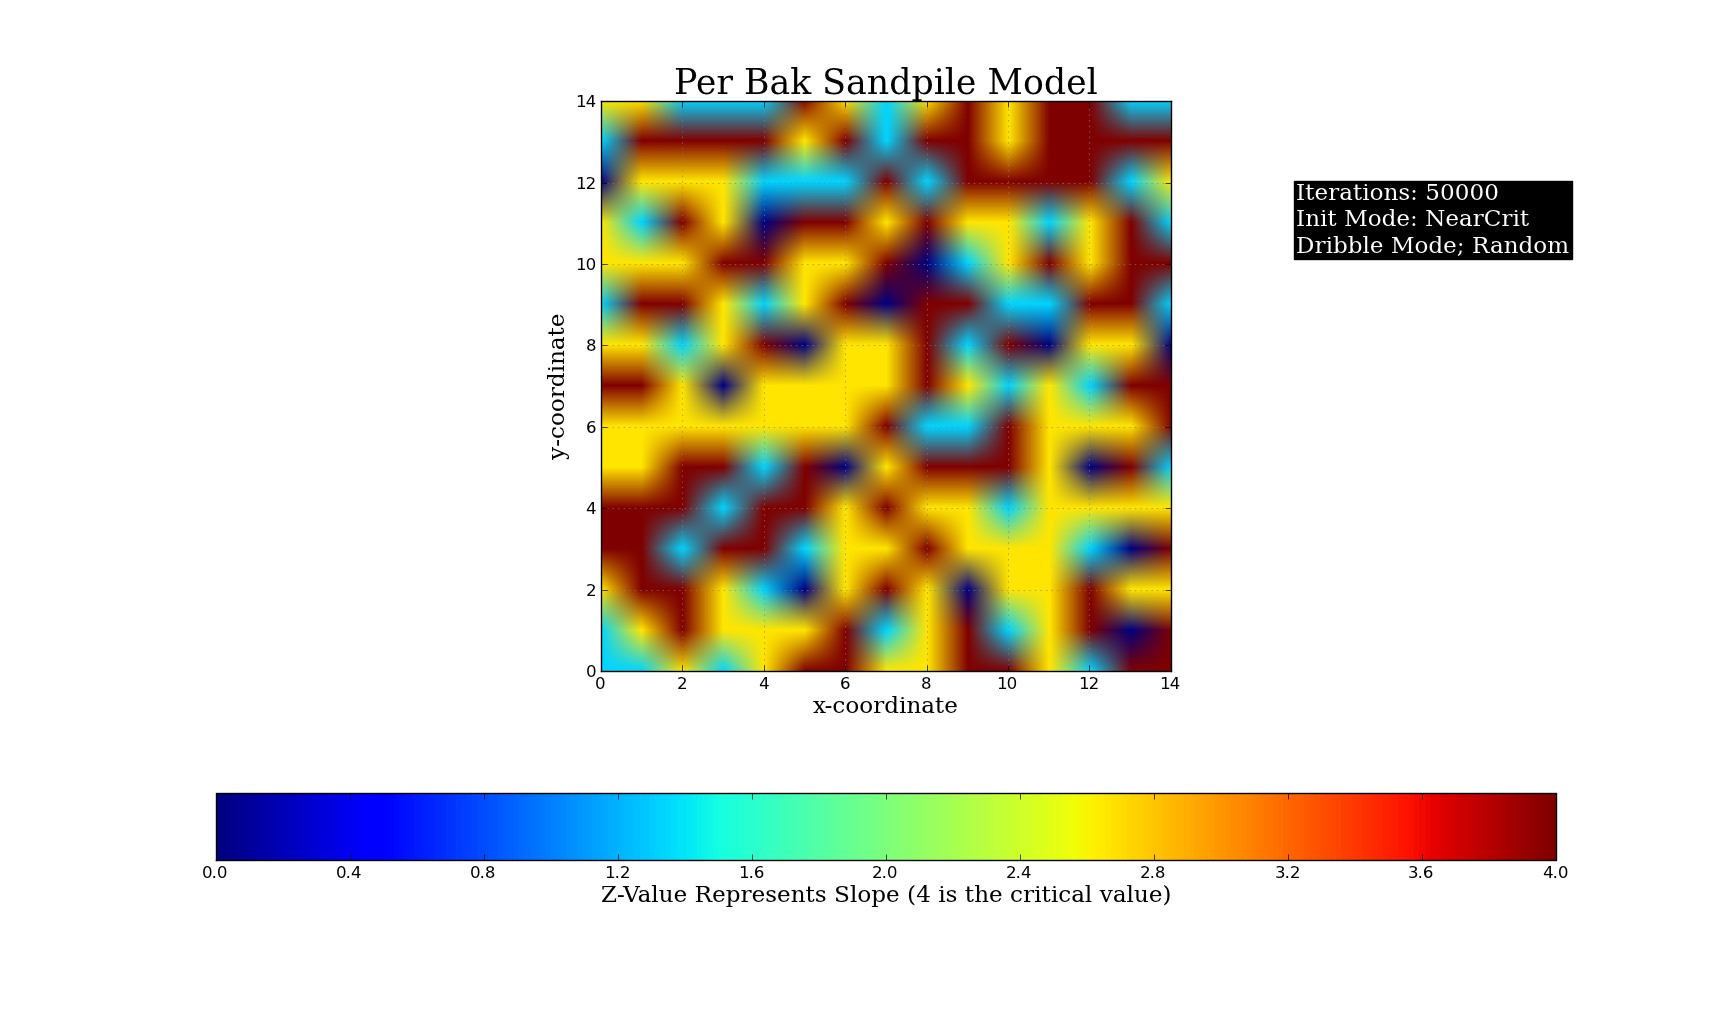 Per Bak Sandpile Model
14
12
10
8
6
4
2
0
y-coordinate
0 2 4 6 8 10 12 14
x-coordinate
Iterations: 50000
Init Mode: NearCrit
Dribble Mode; Random
0.0 0.4 0.8 1.2 1.6 2.0 2.4 2.8 3.2 3.6 4.0
Z-Value Represents Slope (4 is the critical value)